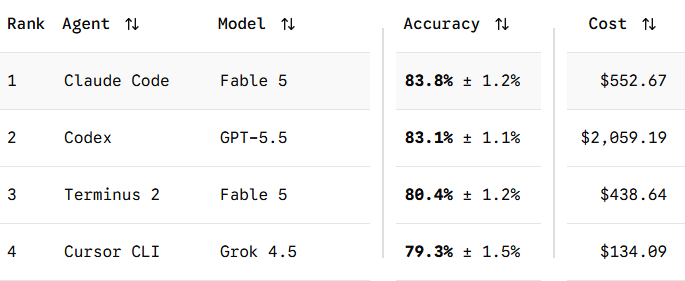 Rank Agent ↑↓ Model ↑↓ Accuracy ↑↓ Cost ↑↓
1 Claude Code Fable 5 83.8% ± 1.2% $552.67
2 Codex GPT-5.5 83.1% ± 1.1% $2,059.19
3 Terminus 2 Fable 5 80.4% ± 1.2% $438.64
4 Cursor CLI Grok 4.5 79.3% ± 1.5% $134.09